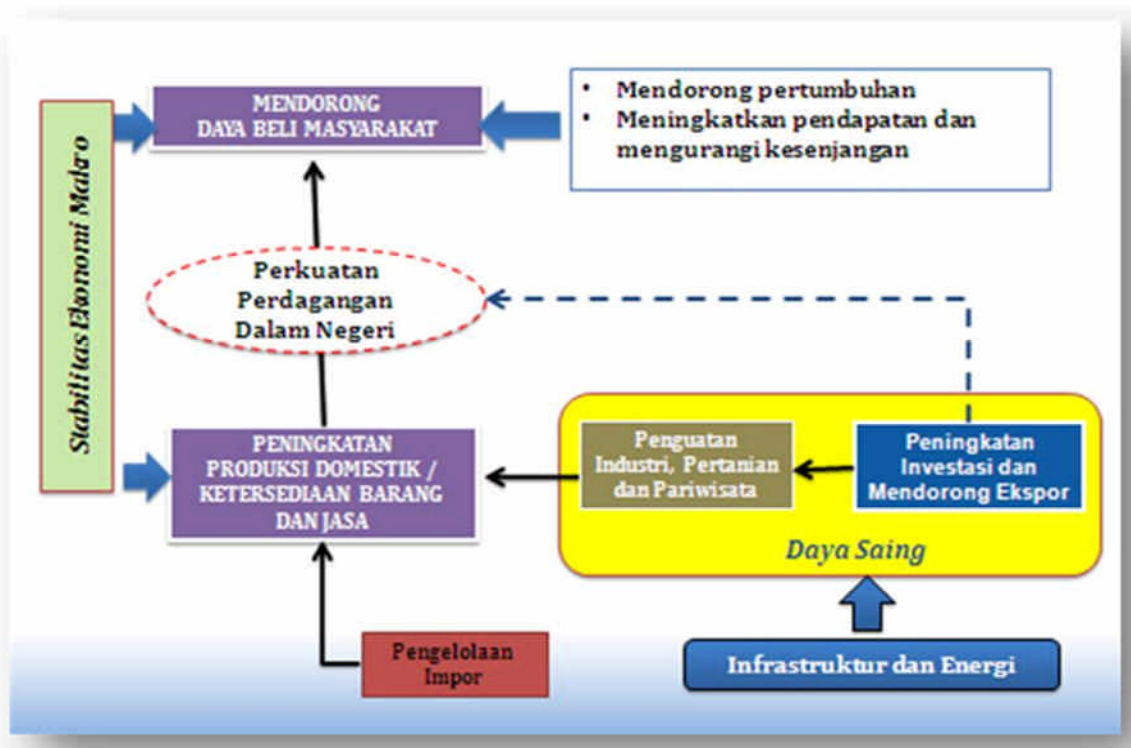 MENDORONG
DAYA BELI MASYARAKAT
• Mendorong pertumbuhan
• Meningkatkan pendapatan dan
mengurangi kesenjangan
Stabilitas Ekonomi Makro
Perkuatan
Perdagangan
Dalam Negeri
PENINGKATAN
PRODUKSI DOMESTIK /
KETERSEDIAAN BARANG
DAN JASA
Penguatan
Industri, Pertanian
dan Pariwisata
Peningkatan
Investasi dan
Mendorong Ekspor
Daya Saing
Pengelolaan
Impor
Infrastruktur dan Energi